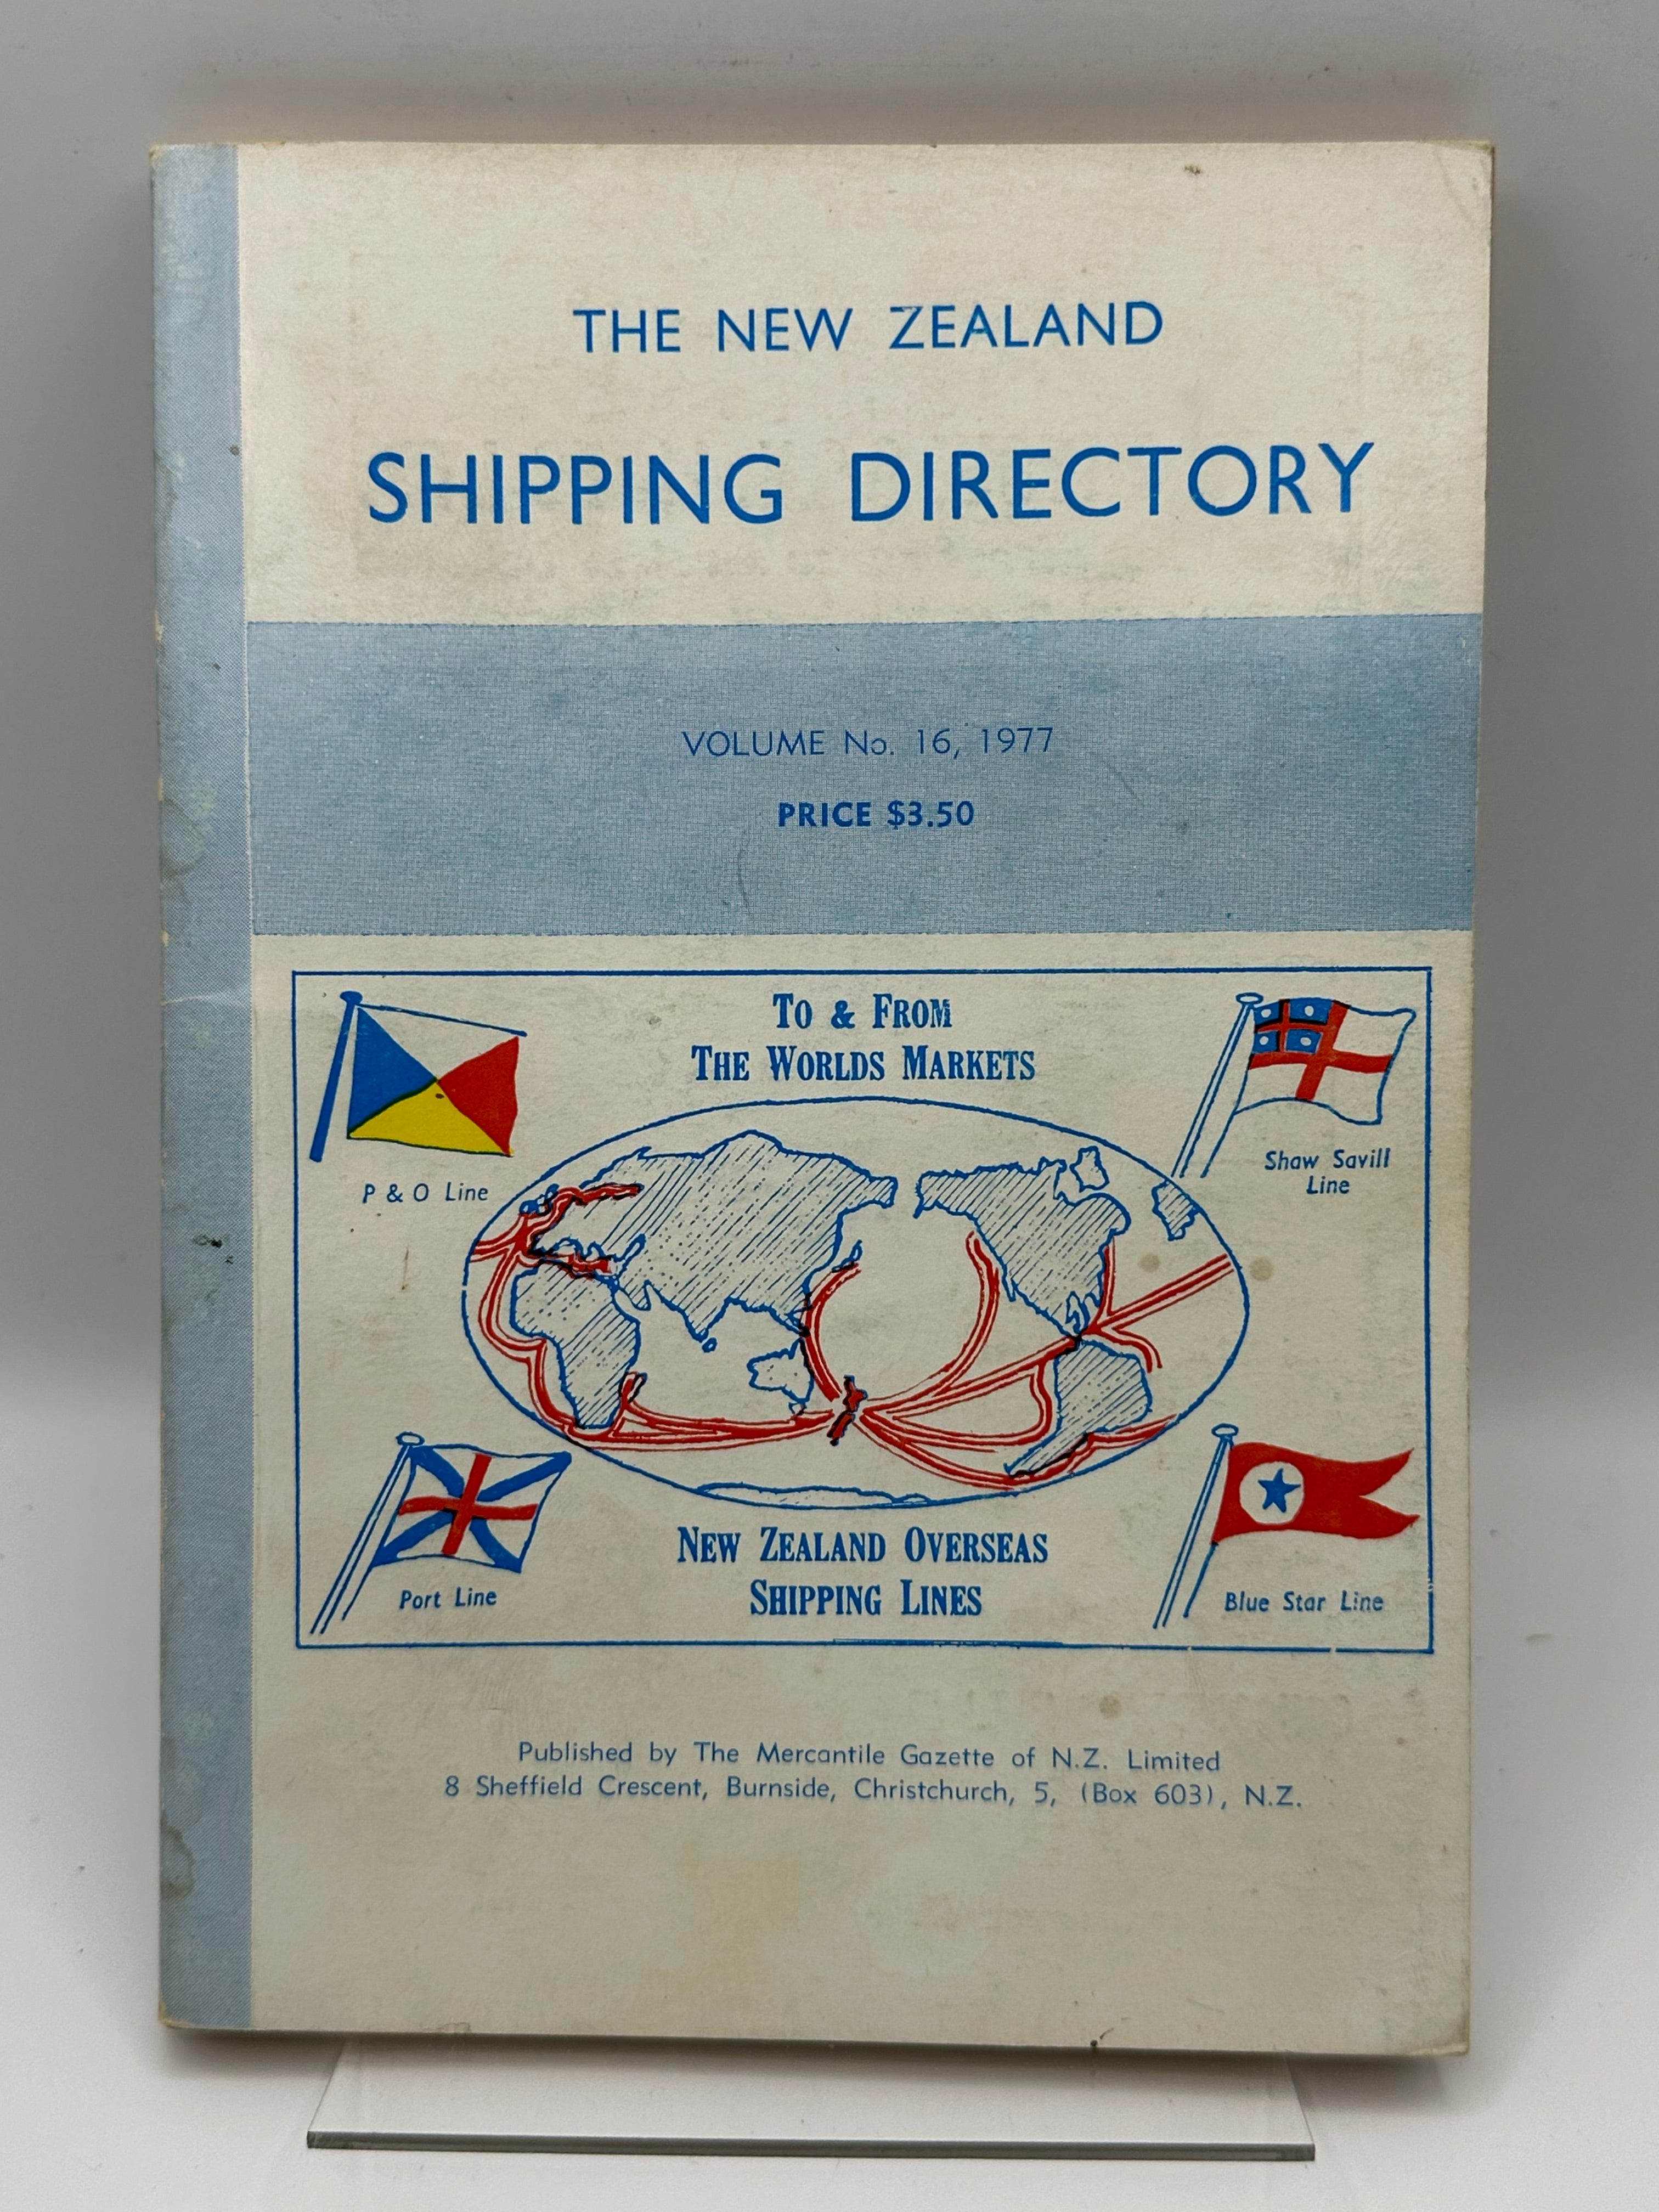 THE NEW ZEALAND
SHIPPING DIRECTORY
VOLUME No. 16, 1977
PRICE $3.50
TO & FROM
THE WORLDS MARKETS
P & O Line
Shaw Savill
Line
Port Line
NEW ZEALAND OVERSEAS
SHIPPING LINES
Blue Star Line
Published by The Mercantile Gazette of N.Z. Limited
8 Sheffield Crescent, Burnside, Christchurch, 5, (Box 603), N.Z.